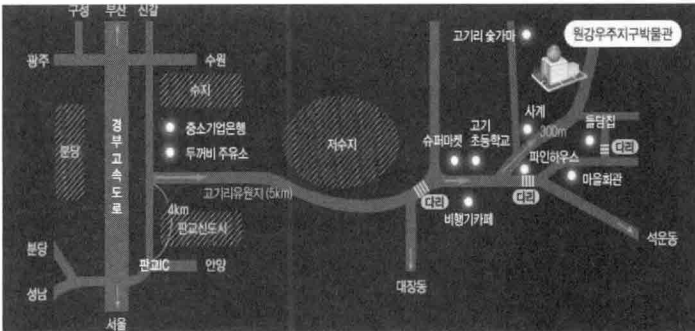 구성
부산
신갈
고기리 숯가마
원강우주지구박물관
광주
수원
수지
사계
300m
돌담집
다리
분당
경부고속도로
중소기업은행
두꺼비 주유소
저수지
슈퍼마켓
고기
초등학교
파인하우스
마을회관
고기리유원지 (5km)
다리
다리
비행기카페
4km
판교신도시
분당
석운동
판교IC
안양
성남
대장동
서울